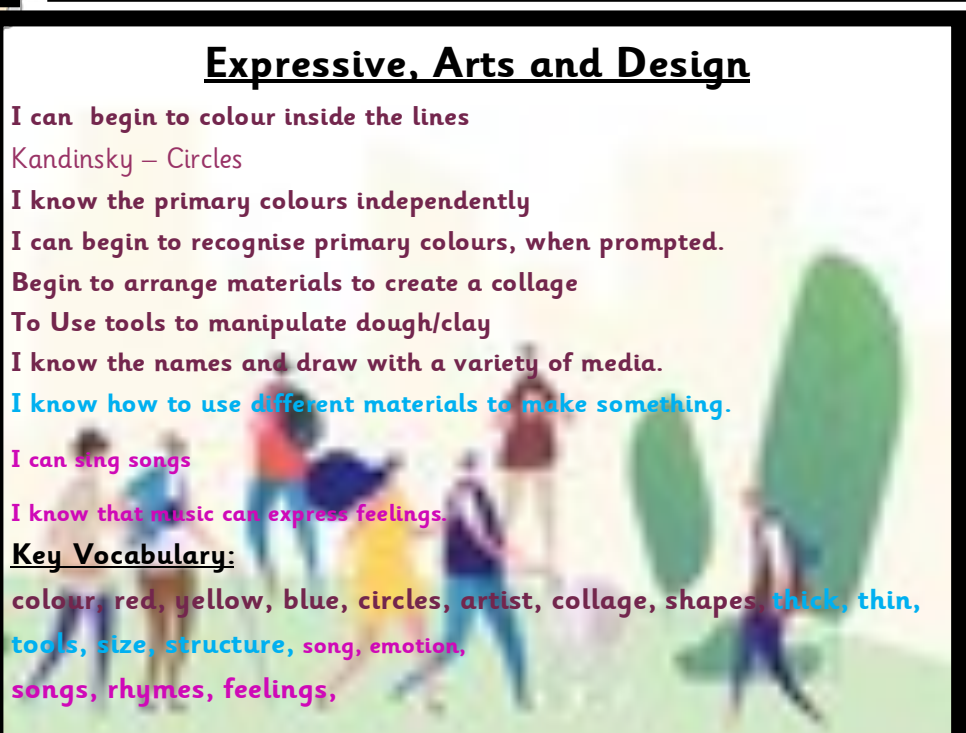 Expressive, Arts and Design
I can begin to colour inside the lines
Kandinsky – Circles
I know the primary colours independently
I can begin to recognise primary colours, when prompted.
Begin to arrange materials to create a collage
To Use tools to manipulate dough/clay
I know the names and draw with a variety of media.
I know how to use different materials to make something.
I can sing songs
I know that music can express feelings.
Key Vocabulary:
colour, red, yellow, blue, circles, artist, collage, shapes, thick, thin,
tools, size, structure, song, emotion,
songs, rhymes, feelings,